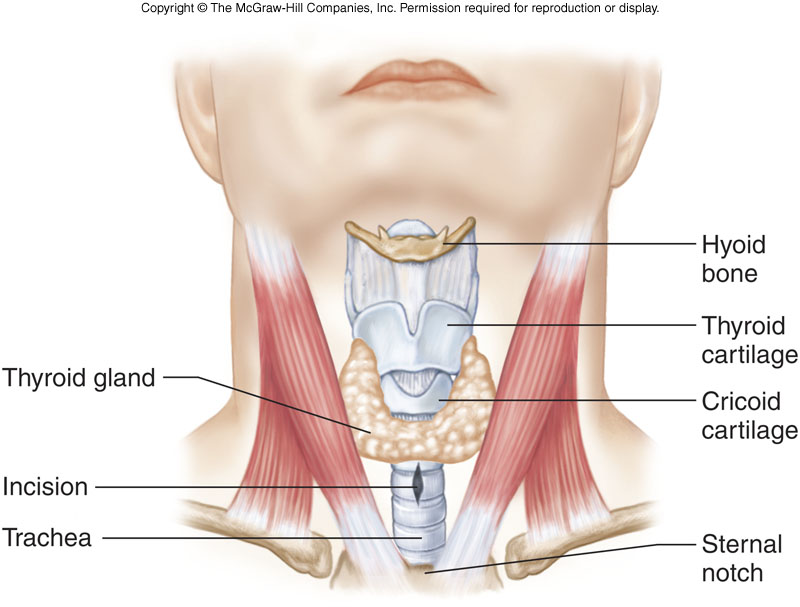 Copyright © The McGraw-Hill Companies, Inc. Permission required for reproduction or display.
Hyoid
bone
Thyroid
cartilage
Thyroid gland
Cricoid
cartilage
Incision
Trachea
Sternal
notch